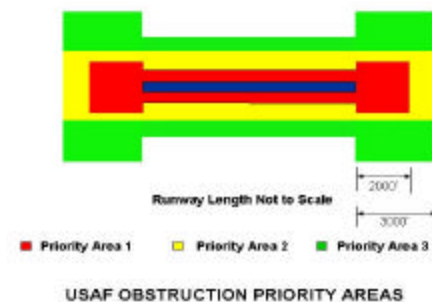 2000'
Runway Length Not to Scale
3000'
Priority Area 1 Priority Area 2 Priority Area 3
USAF OBSTRUCTION PRIORITY AREAS